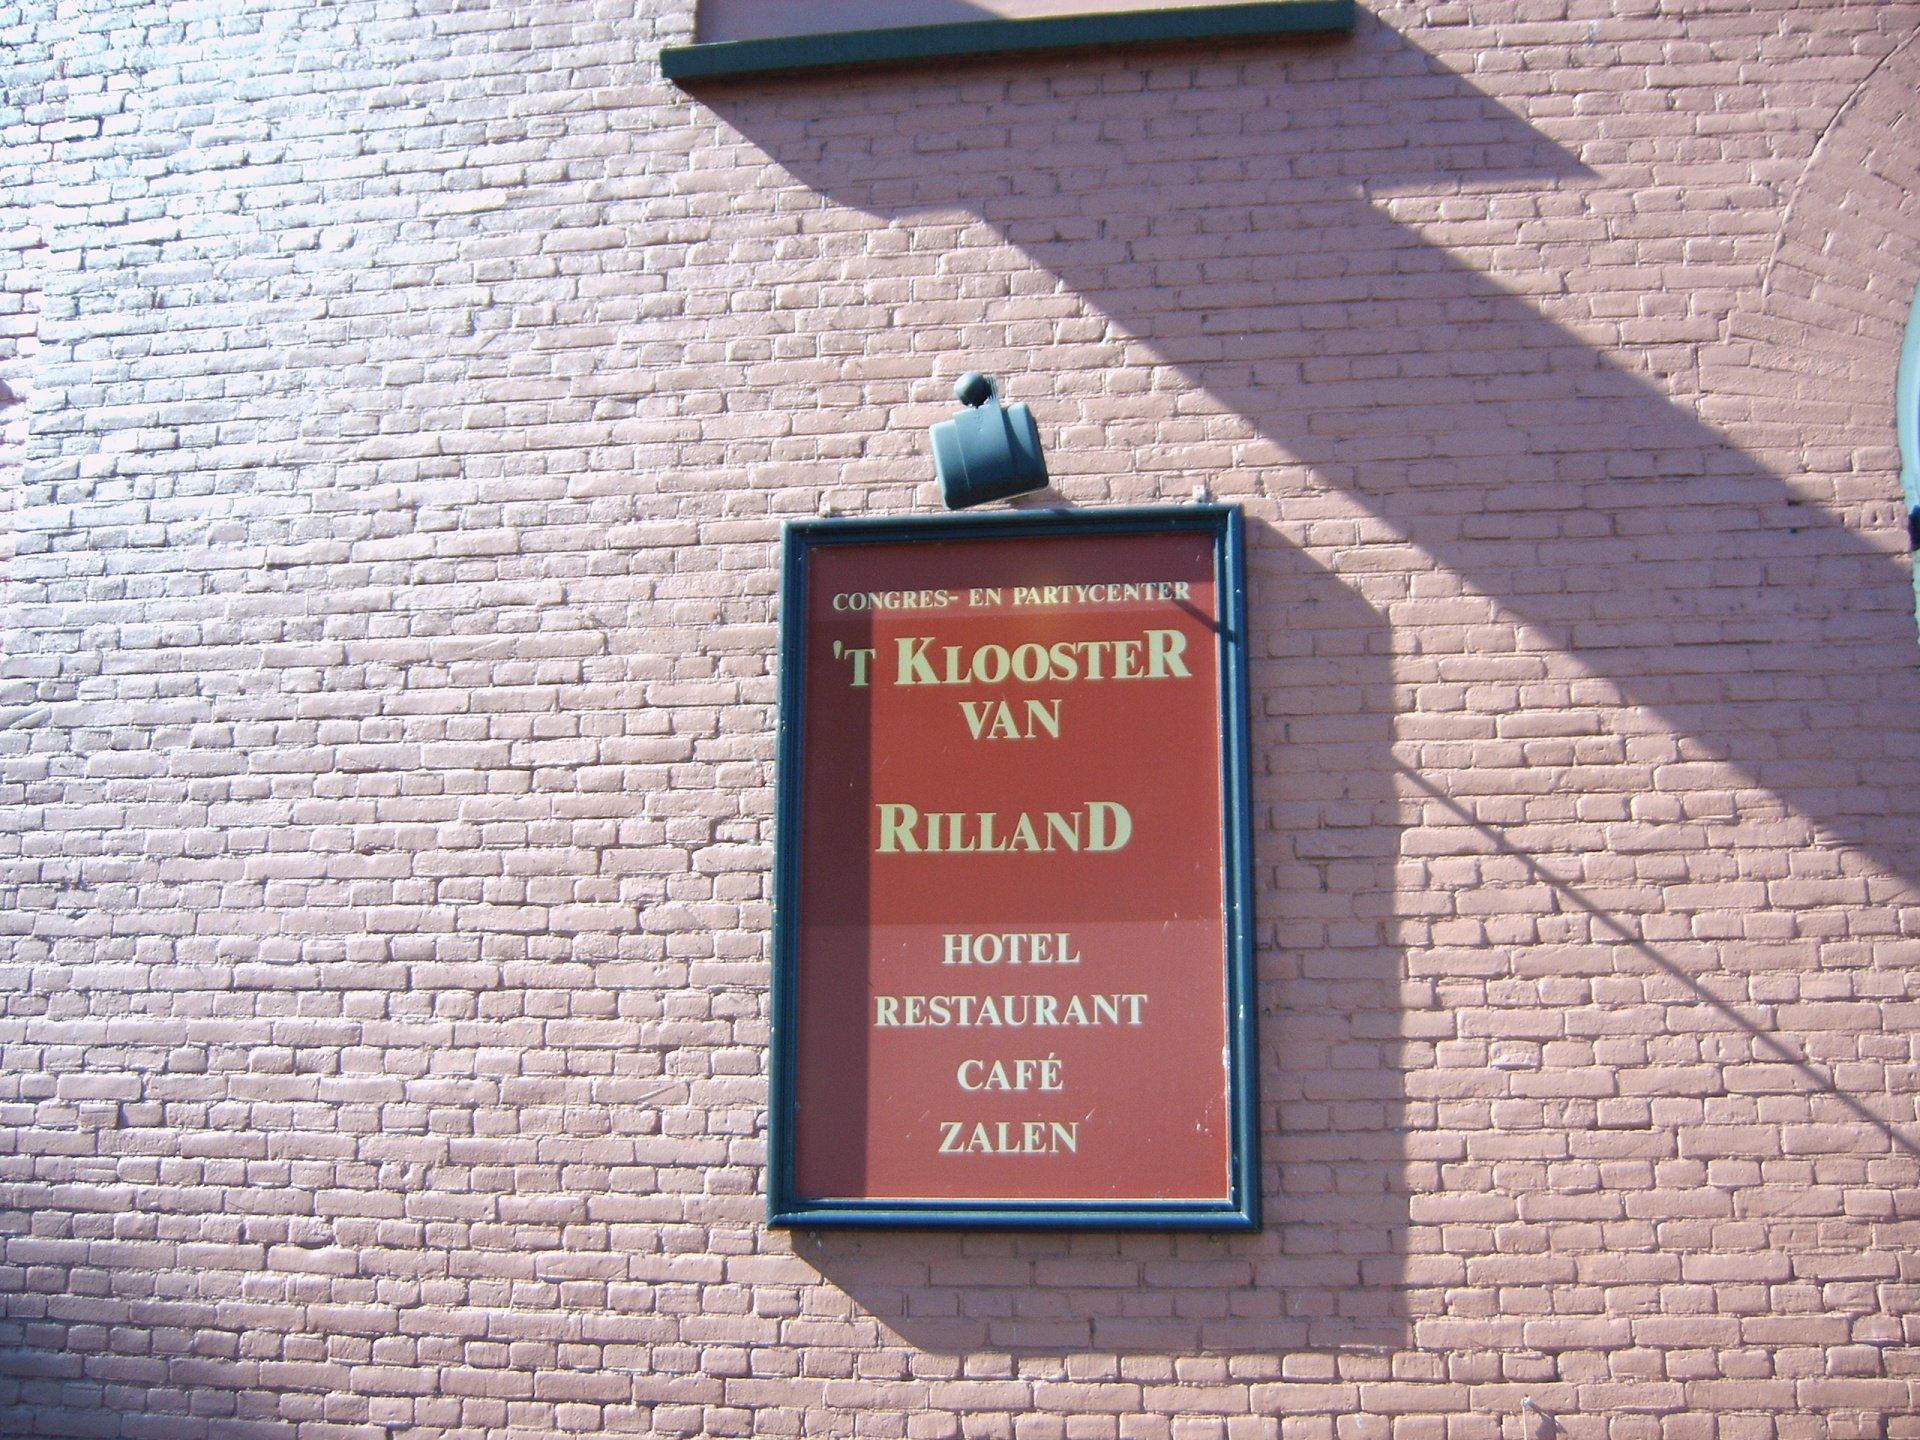 CONGRES- EN PARTYCENTER
'T KLOOSTER
VAN
RILLAND
HOTEL
RESTAURANT
CAFÉ
ZALEN